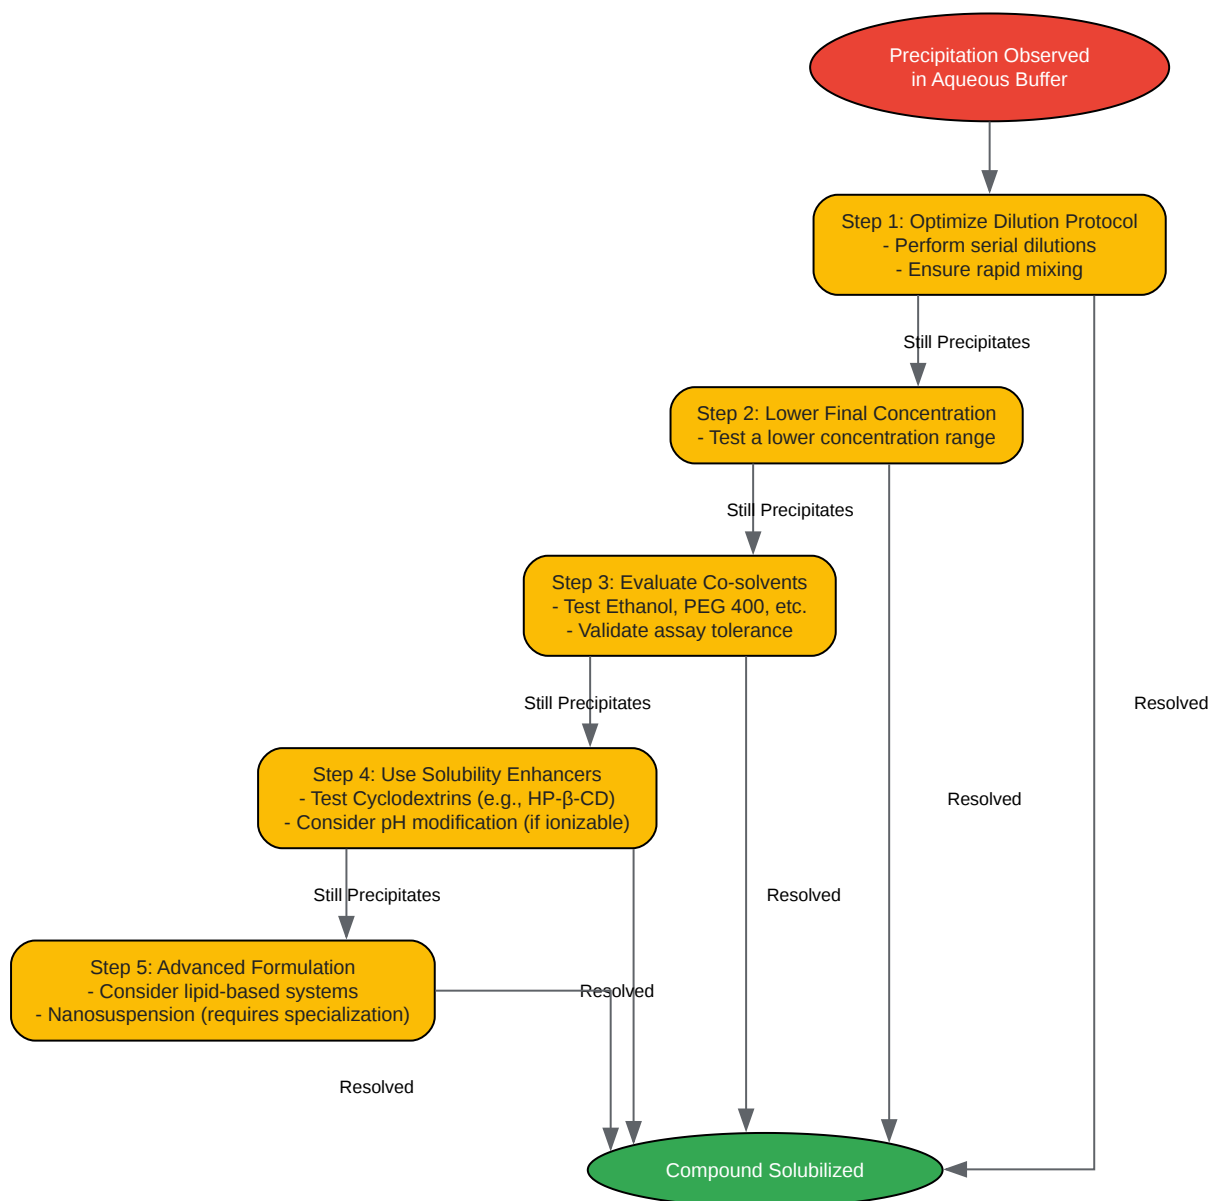 Precipitation Observed
in Aqueous Buffer
Step 1: Optimize Dilution Protocol
- Perform serial dilutions
- Ensure rapid mixing
Still Precipitates
Step 2: Lower Final Concentration
- Test a lower concentration range
Still Precipitates
Step 3: Evaluate Co-solvents
- Test Ethanol, PEG 400, etc.
- Validate assay tolerance
Still Precipitates
Resolved
Step 4: Use Solubility Enhancers
- Test Cyclodextrins (e.g., HP-β-CD)
- Consider pH modification (if ionizable)
Resolved
Still Precipitates
Resolved
Step 5: Advanced Formulation
- Consider lipid-based systems
- Nanosuspension (requires specialization)
Resolved
Resolved
Compound Solubilized